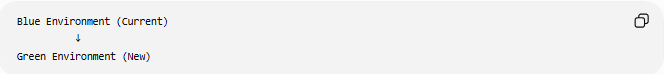 Blue Environment (Current)
↓
Green Environment (New)